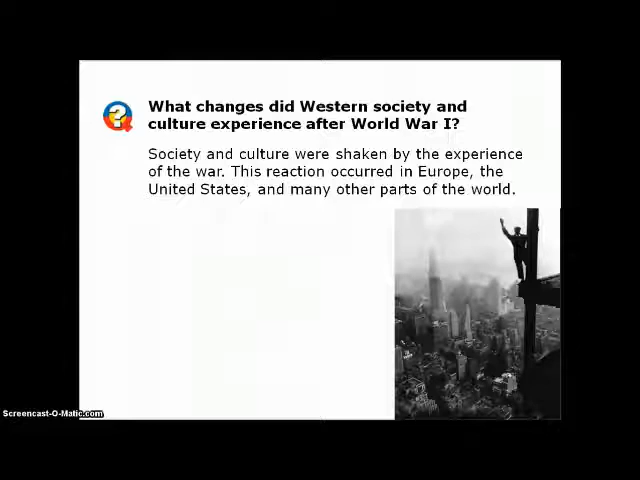 What changes did Western society and
culture experience after World War I?
Society and culture were shaken by the experience
of the war. This reaction occurred in Europe, the
United States, and many other parts of the world.
Screencast-O-Matic.com